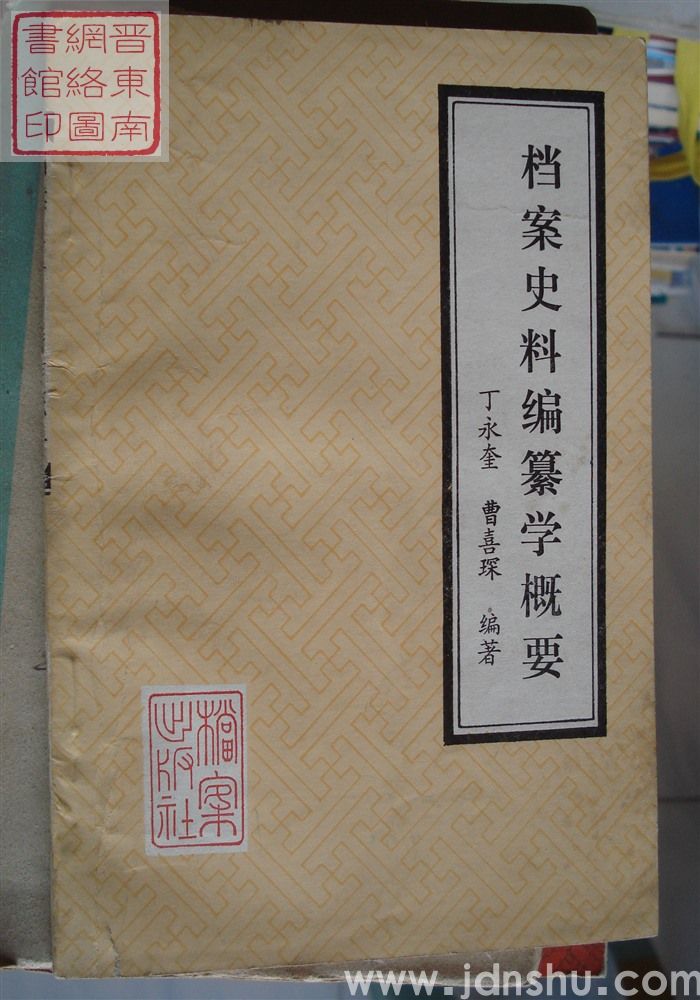 晋東南
網絡圖
書館印
档案史料编纂学概要
丁永奎 曹喜琛 编著
檔案
出版社
www.jdnshu.com